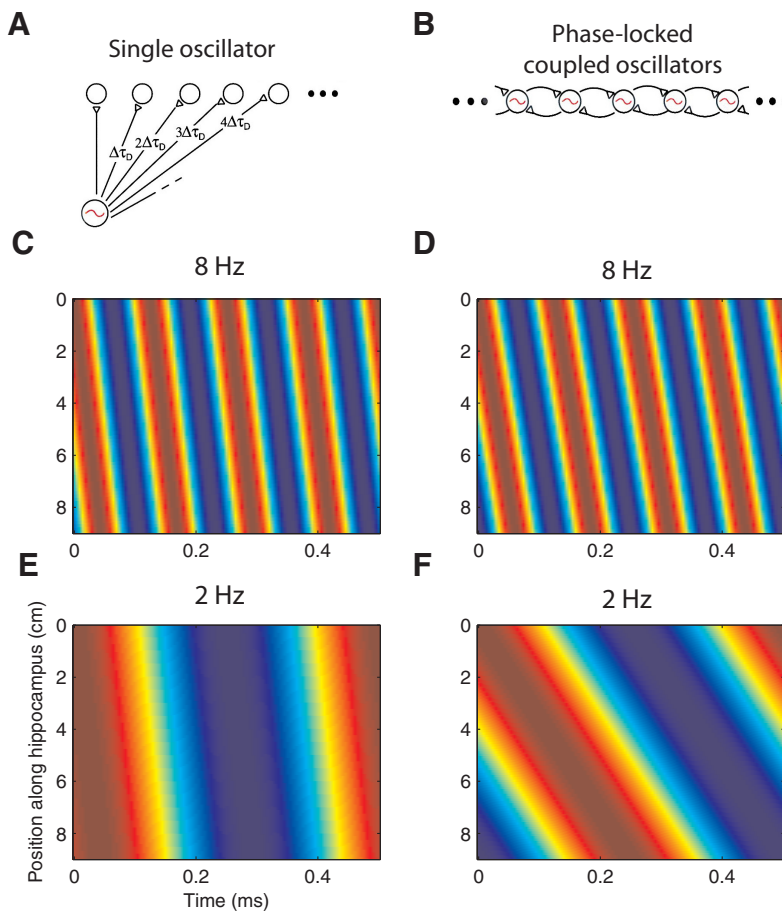 A
Single oscillator
ΔτD
2ΔτD
3ΔτD
4ΔτD
B
Phase-locked
coupled oscillators
C
8 Hz
0
2
4
6
8
0
0.2
0.4
D
8 Hz
0
2
4
6
8
0
0.2
0.4
E
2 Hz
Position along hippocampus (cm)
0
2
4
6
8
0
0.2
0.4
Time (ms)
F
2 Hz
0
2
4
6
8
0
0.2
0.4